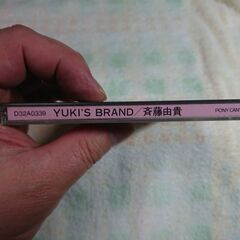 D32A0339 YUKI'S BRAND/斉藤由貴 PONY CAN